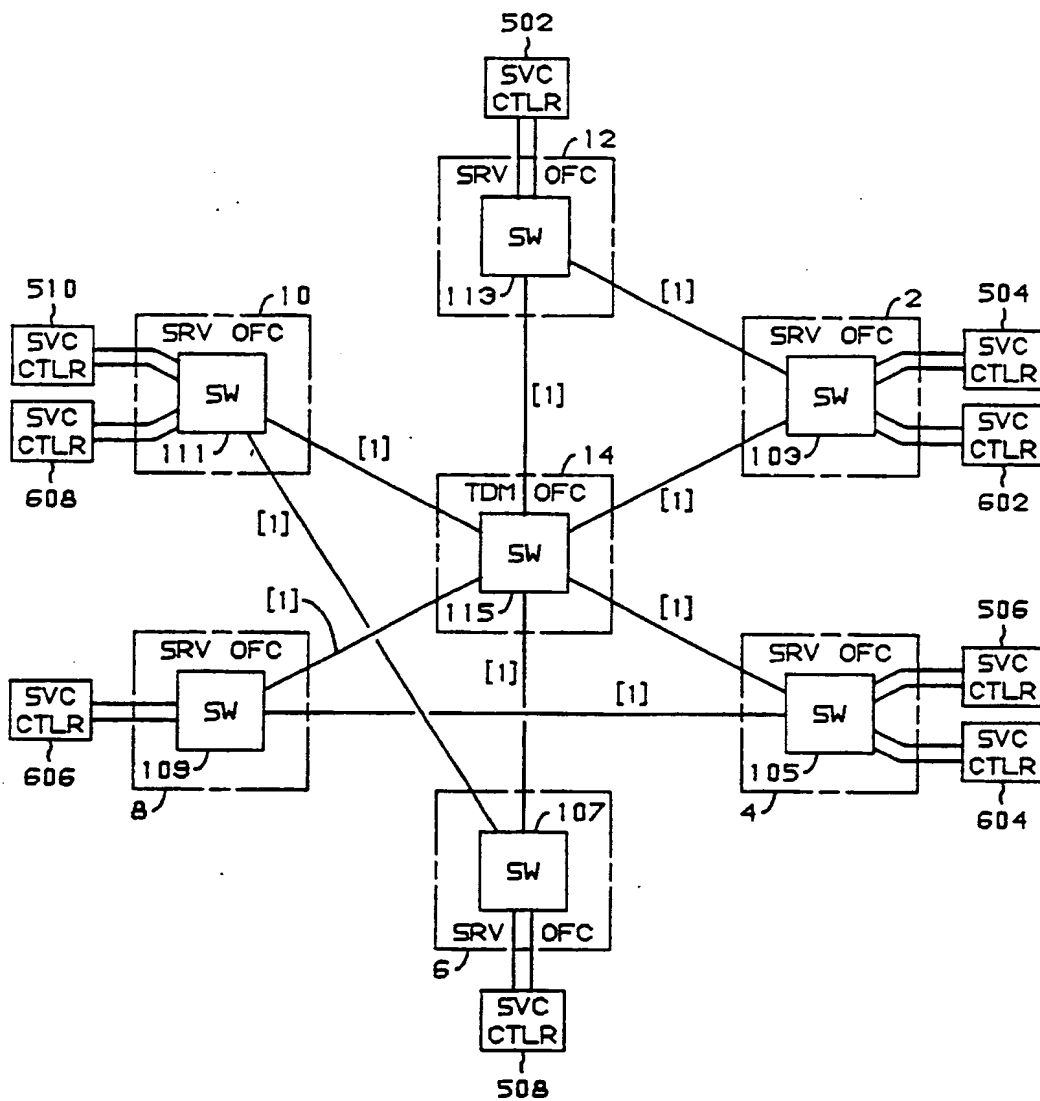 502
SVC
CTLR
12
SRV OFC
SW
113
[1]
510
10
2
504
SVC
CTLR
SRV OFC
SRV OFC
SVC
CTLR
SW
[1]
SW
SVC
CTLR
111
[1]
14
103
SVC
CTLR
608
TDM OFC
602
[1]
SW
[1]
[1]
115
[1]
506
SRV OFC
[1]
SRV OFC
SVC
CTLR
SVC
CTLR
SW
[1]
SW
606
109
105
SVC
CTLR
8
107
4
604
SW
SRV OFC
6
SVC
CTLR
508